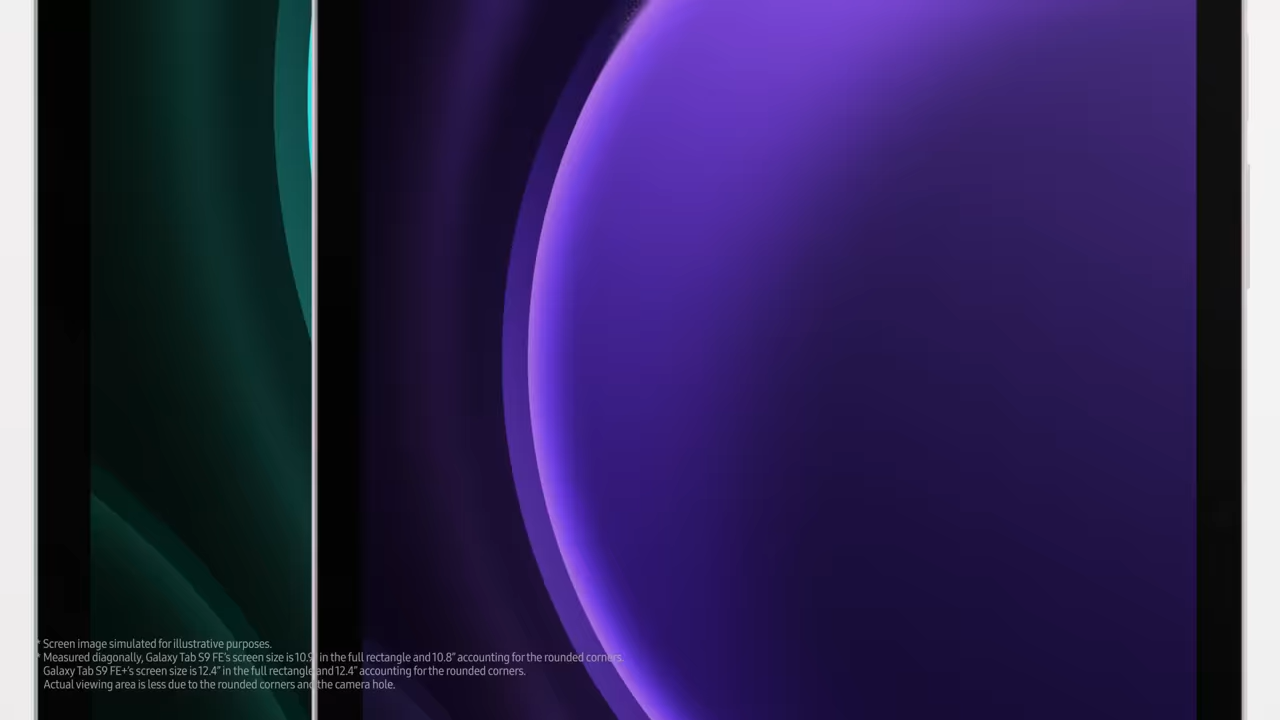 * Screen image simulated for illustrative purposes.
* Measured diagonally, Galaxy Tab S9 FE's screen size is 10.9" in the full rectangle and 10.8" accounting for the rounded corners.
Galaxy Tab S9 FE+'s screen size is 12.4" in the full rectangle and 12.4" accounting for the rounded corners.
Actual viewing area is less due to the rounded corners and the camera hole.